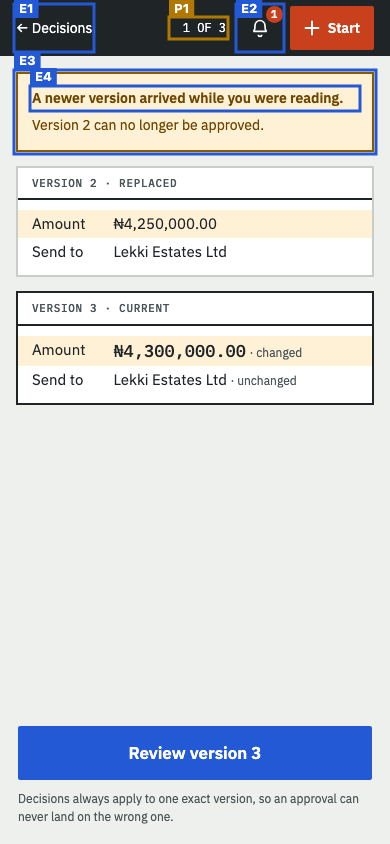 E1
P1
E2
← Decisions
1 OF 3
1
+ Start
E3
E4
A newer version arrived while you were reading.
Version 2 can no longer be approved.
VERSION 2 · REPLACED
Amount ₦4,250,000.00
Send to Lekki Estates Ltd
VERSION 3 · CURRENT
Amount ₦4,300,000.00 · changed
Send to Lekki Estates Ltd · unchanged
Review version 3
Decisions always apply to one exact version, so an approval can
never land on the wrong one.